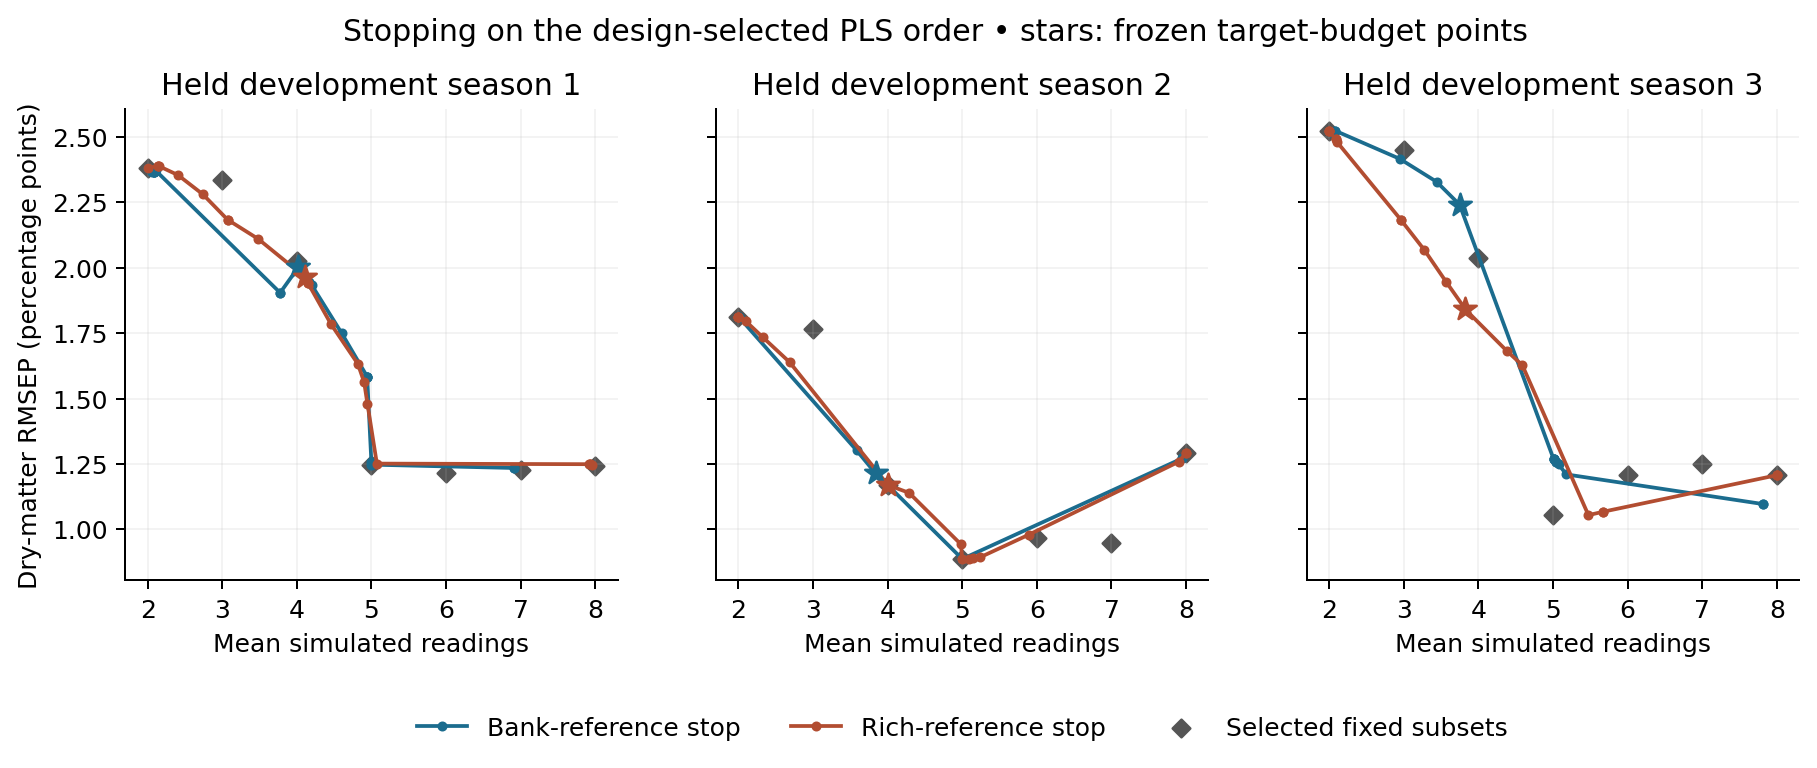 Stopping on the design-selected PLS order • stars: frozen target-budget points
Held development season 1
Held development season 2
Held development season 3
Dry-matter RMSEP (percentage points)
2.50
2.25
2.00
1.75
1.50
1.25
1.00
2 3 4 5 6 7 8
2 3 4 5 6 7 8
2 3 4 5 6 7 8
Mean simulated readings
Mean simulated readings
Mean simulated readings
Bank-reference stop
Rich-reference stop
Selected fixed subsets